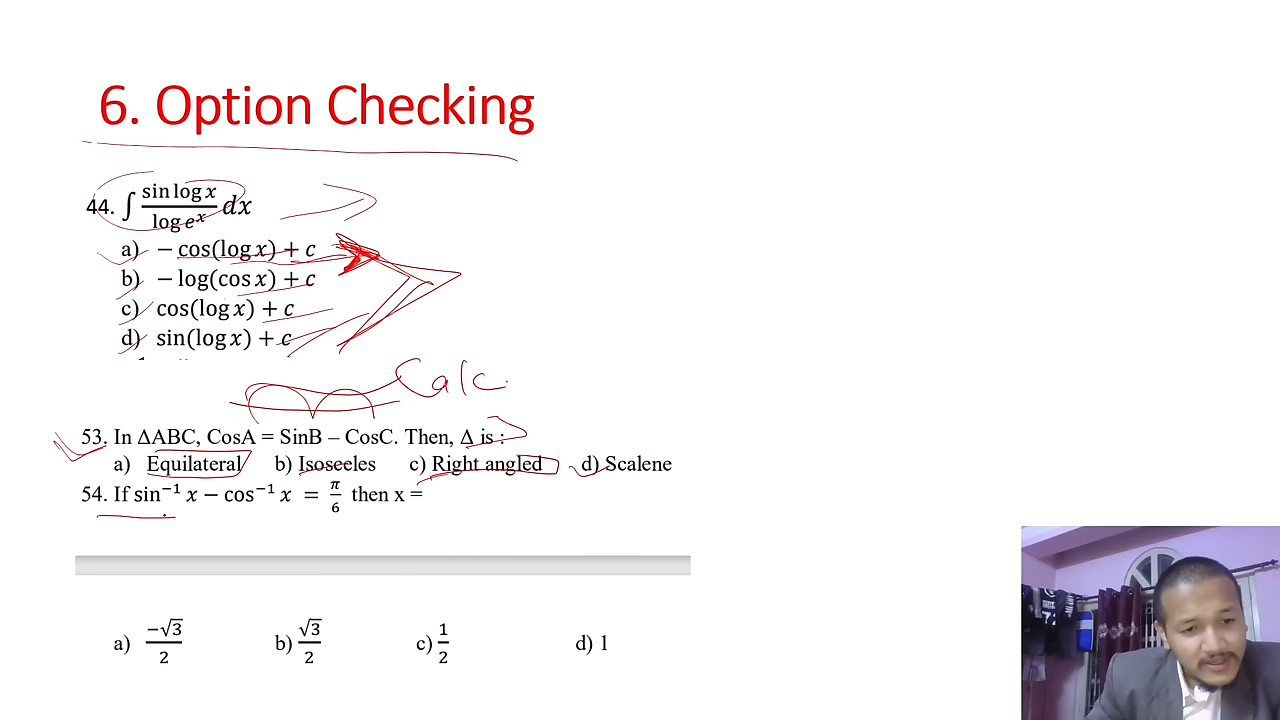 6. Option Checking
44. ∫ sin log x / log eˣ dx
a) − cos(log x) + c
b) − log(cos x) + c
c) cos(log x) + c
d) sin(log x) + c
Calc.
53. In ΔABC, CosA = SinB – CosC. Then, Δ is :
a) Equilateral b) Isosceles c) Right angled d) Scalene
54. If sin⁻¹ x − cos⁻¹ x = π/6 then x =
a) −√3/2 b) √3/2 c) 1/2 d) 1